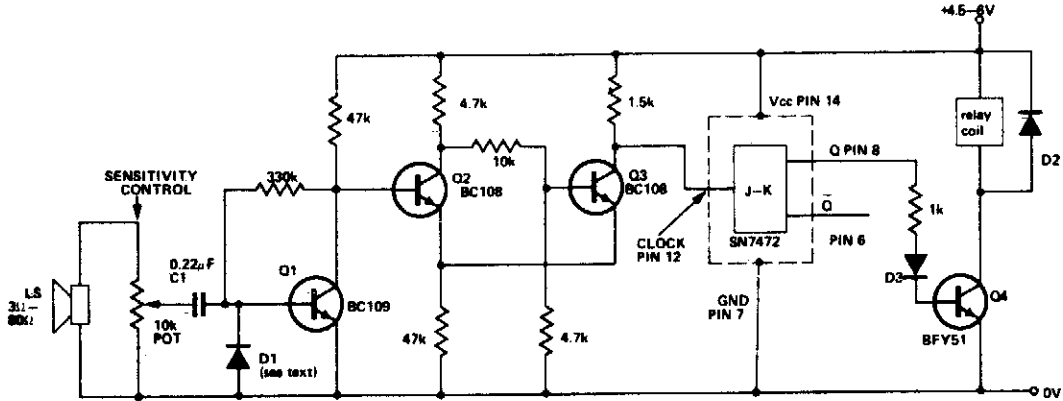 +4.5–6V
4.7k
1.5k
Vcc PIN 14
47k
relay
coil
D2
Q PIN 8
10k
Q2
BC108
Q3
BC108
SENSITIVITY
CONTROL
330k
J–K
Q̅
1k
SN7472
PIN 6
CLOCK
PIN 12
0.22µF
C1
Q1
D3
LS
3Ω–
80Ω
BC109
GND
PIN 7
Q4
10k
POT
BFY51
D1
(see text)
47k
4.7k
0V